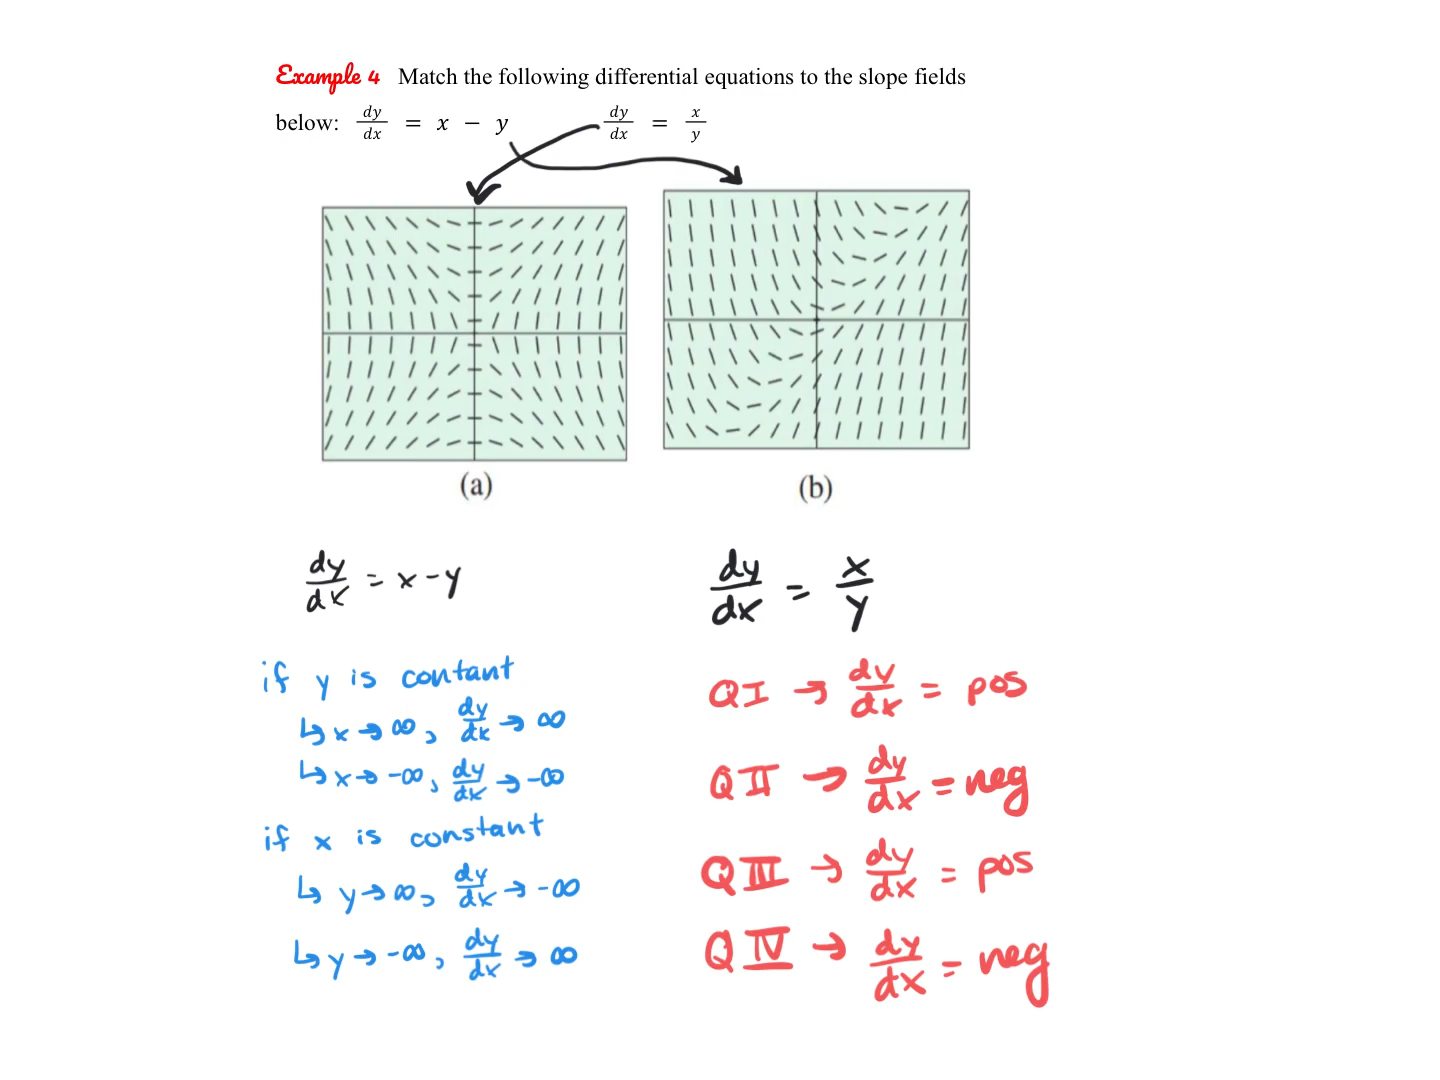 Example 4 Match the following differential equations to the slope fields
below: dy/dx = x − y dy/dx = x/y
(a) (b)
dy/dx = x - y
if y is contant
↳ x → ∞, dy/dx → ∞
↳ x → -∞, dy/dx → -∞
if x is constant
↳ y → ∞, dy/dx → -∞
↳ y → -∞, dy/dx → ∞
dy/dx = x/y
QI → dy/dx = pos
QII → dy/dx = neg
QIII → dy/dx = pos
QIV → dy/dx = neg